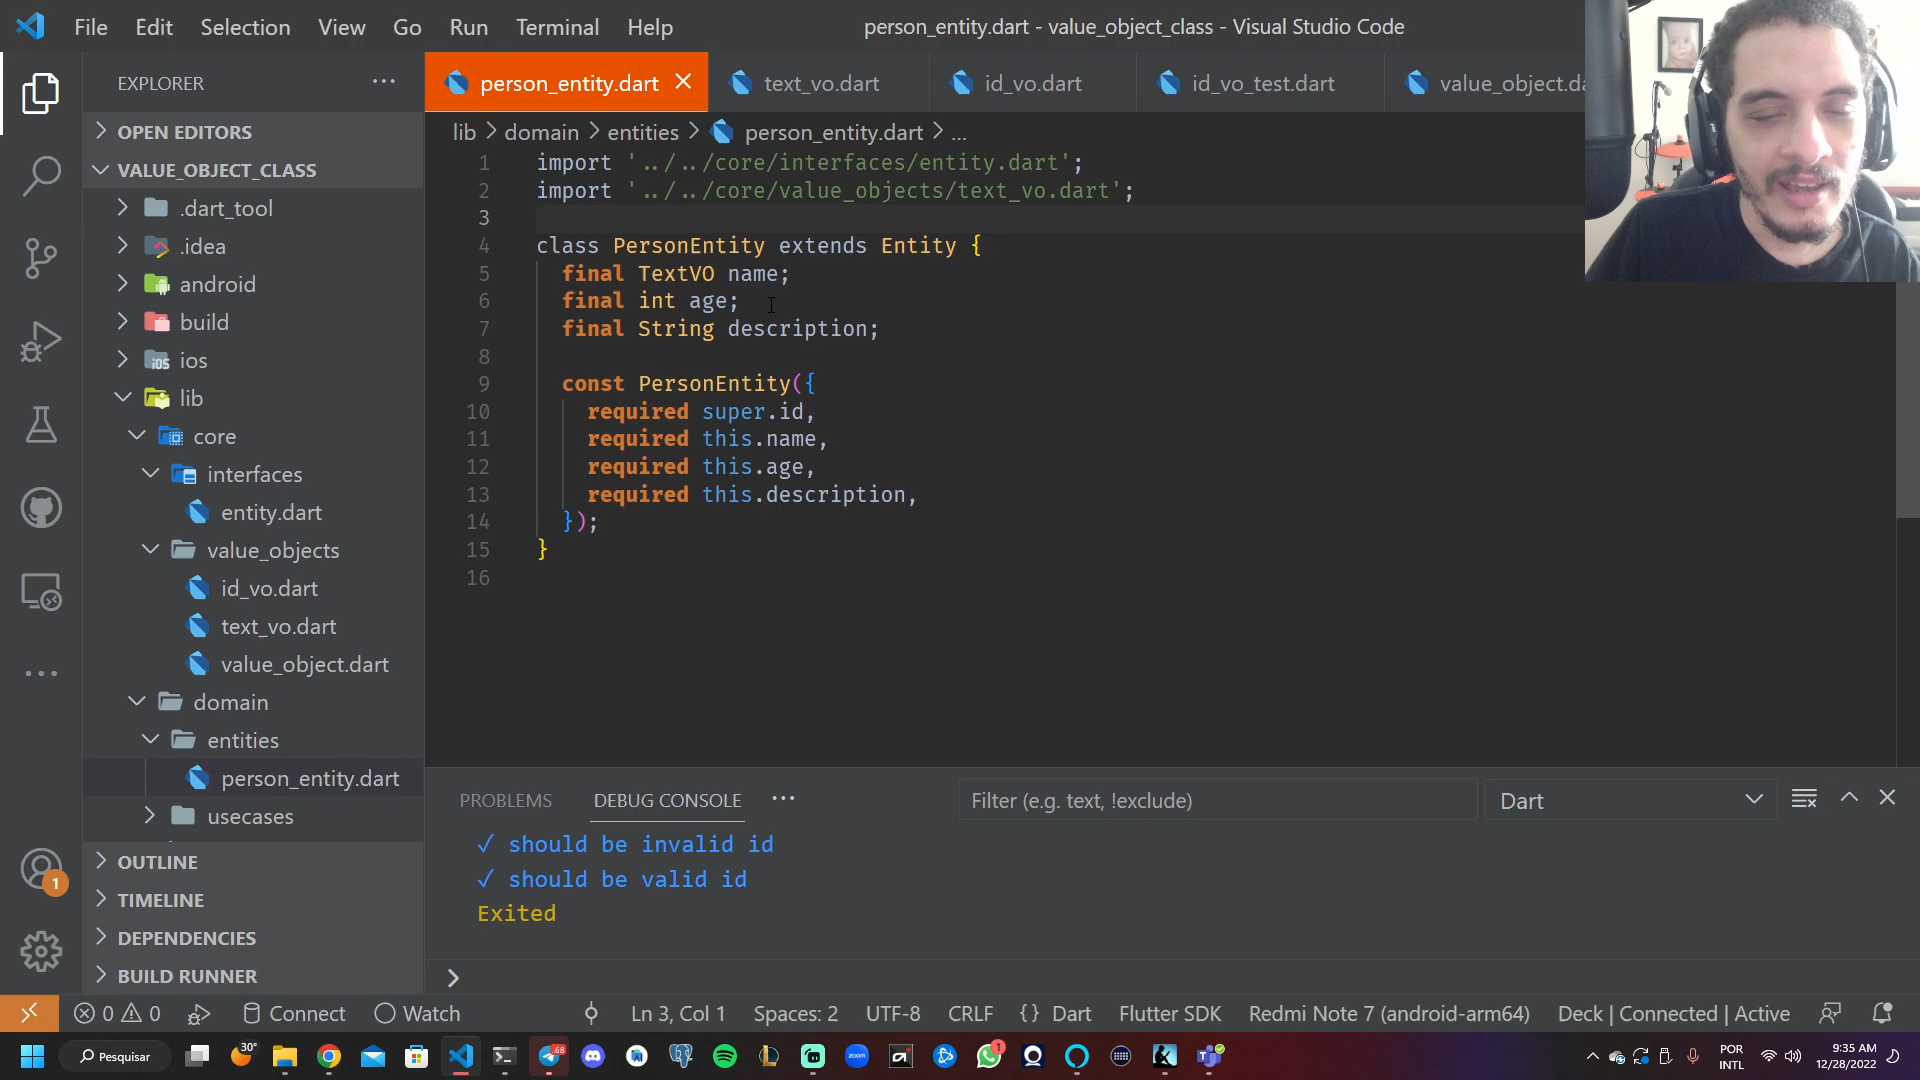 File Edit Selection View Go Run Terminal Help
person_entity.dart - value_object_class - Visual Studio Code
EXPLORER
person_entity.dart text_vo.dart id_vo.dart id_vo_test.dart value_object.da
OPEN EDITORS
lib > domain > entities > person_entity.dart > ...
VALUE_OBJECT_CLASS
.dart_tool
.idea
android
build
ios
lib
core
interfaces
entity.dart
value_objects
id_vo.dart
text_vo.dart
value_object.dart
domain
entities
person_entity.dart
usecases
OUTLINE
TIMELINE
DEPENDENCIES
BUILD RUNNER
1 import '../../core/interfaces/entity.dart';
2 import '../../core/value_objects/text_vo.dart';
3
4 class PersonEntity extends Entity {
5 final TextVO name;
6 final int age;
7 final String description;
8
9 const PersonEntity({
10 required super.id,
11 required this.name,
12 required this.age,
13 required this.description,
14 });
15 }
16
PROBLEMS DEBUG CONSOLE ... Filter (e.g. text, !exclude) Dart
✓ should be invalid id
✓ should be valid id
Exited
1
0 0 Connect Watch Ln 3, Col 1 Spaces: 2 UTF-8 CRLF {} Dart Flutter SDK Redmi Note 7 (android-arm64) Deck | Connected | Active
Pesquisar 30° .68 zoom 1 POR INTL 9:35 AM 12/28/2022